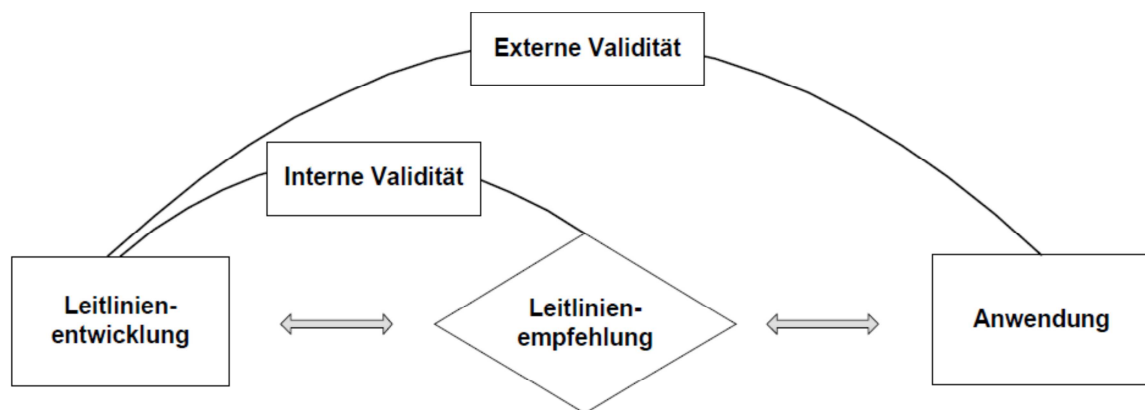 Externe Validität
Interne Validität
Leitlinien-
entwicklung
Leitlinien-
empfehlung
Anwendung